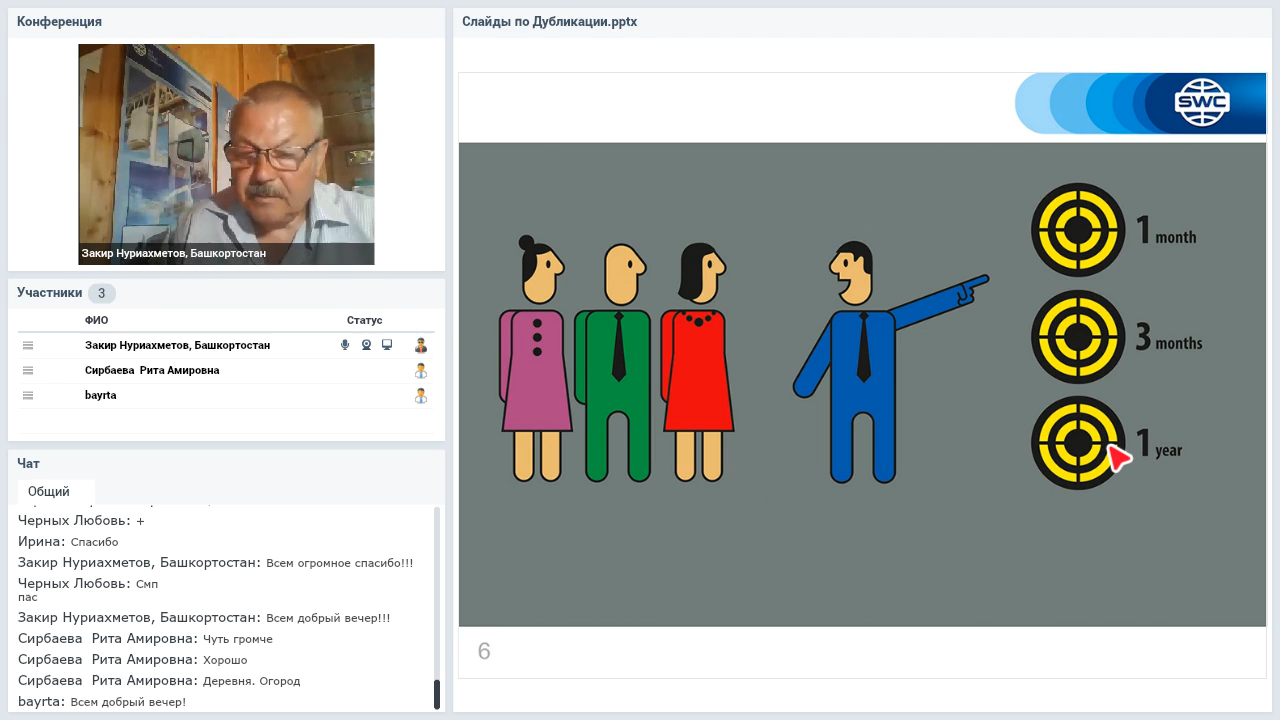 Конференция
Закир Нуриахметов, Башкортостан
Участники 3
ФИО Статус
Закир Нуриахметов, Башкортостан
Сирбаева Рита Амировна
bayrta
Чат
Общий
Черных Любовь: +
Ирина: Спасибо
Закир Нуриахметов, Башкортостан: Всем огромное спасибо!!!
Черных Любовь: Смп
пас
Закир Нуриахметов, Башкортостан: Всем добрый вечер!!!
Сирбаева Рита Амировна: Чуть громче
Сирбаева Рита Амировна: Хорошо
Сирбаева Рита Амировна: Деревня. Огород
bayrta: Всем добрый вечер!
Слайды по Дубликации.pptx
SWC
1 month
3 months
1 year
6